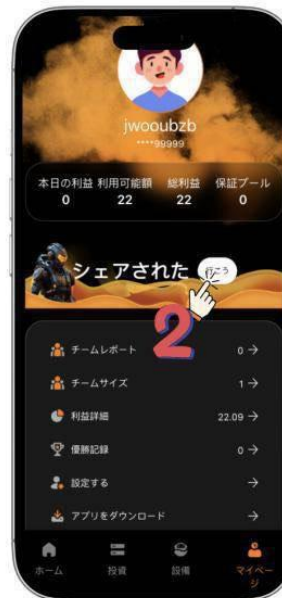 jwooubzb
****99999
本日の利益 利用可能額 総利益 保証プール
0 22 22 0
シェアされた 行こう
2
チームレポート 0 →
チームサイズ 1 →
利益詳細 22.09 →
優勝記録 0 →
設定する →
アプリをダウンロード →
ホーム 投資 設備 マイペー
ジ